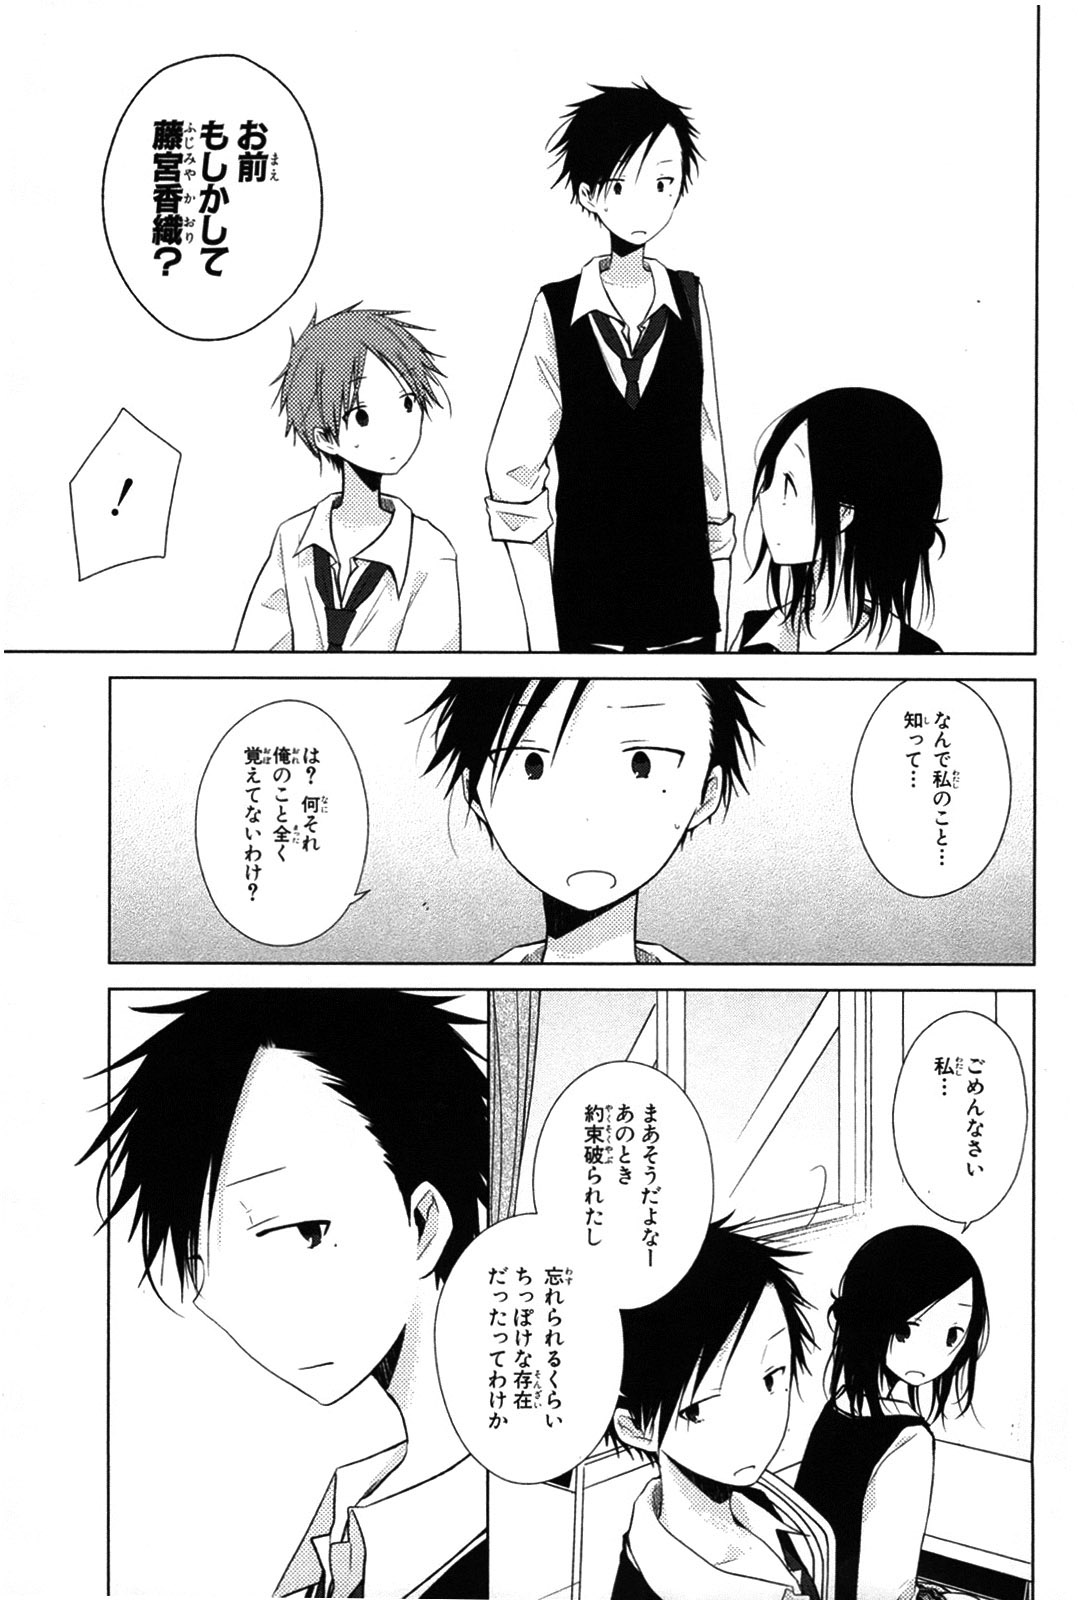 お前
もしかして
藤宮香織？
！
なんで私のこと…
知って…
は？　何それ
俺のこと全く
覚えてないわけ？
ごめんなさい
私…
まあそうだよなー
あのとき
約束破られたし
忘れられるくらい
ちっぽけな存在
だったってわけか